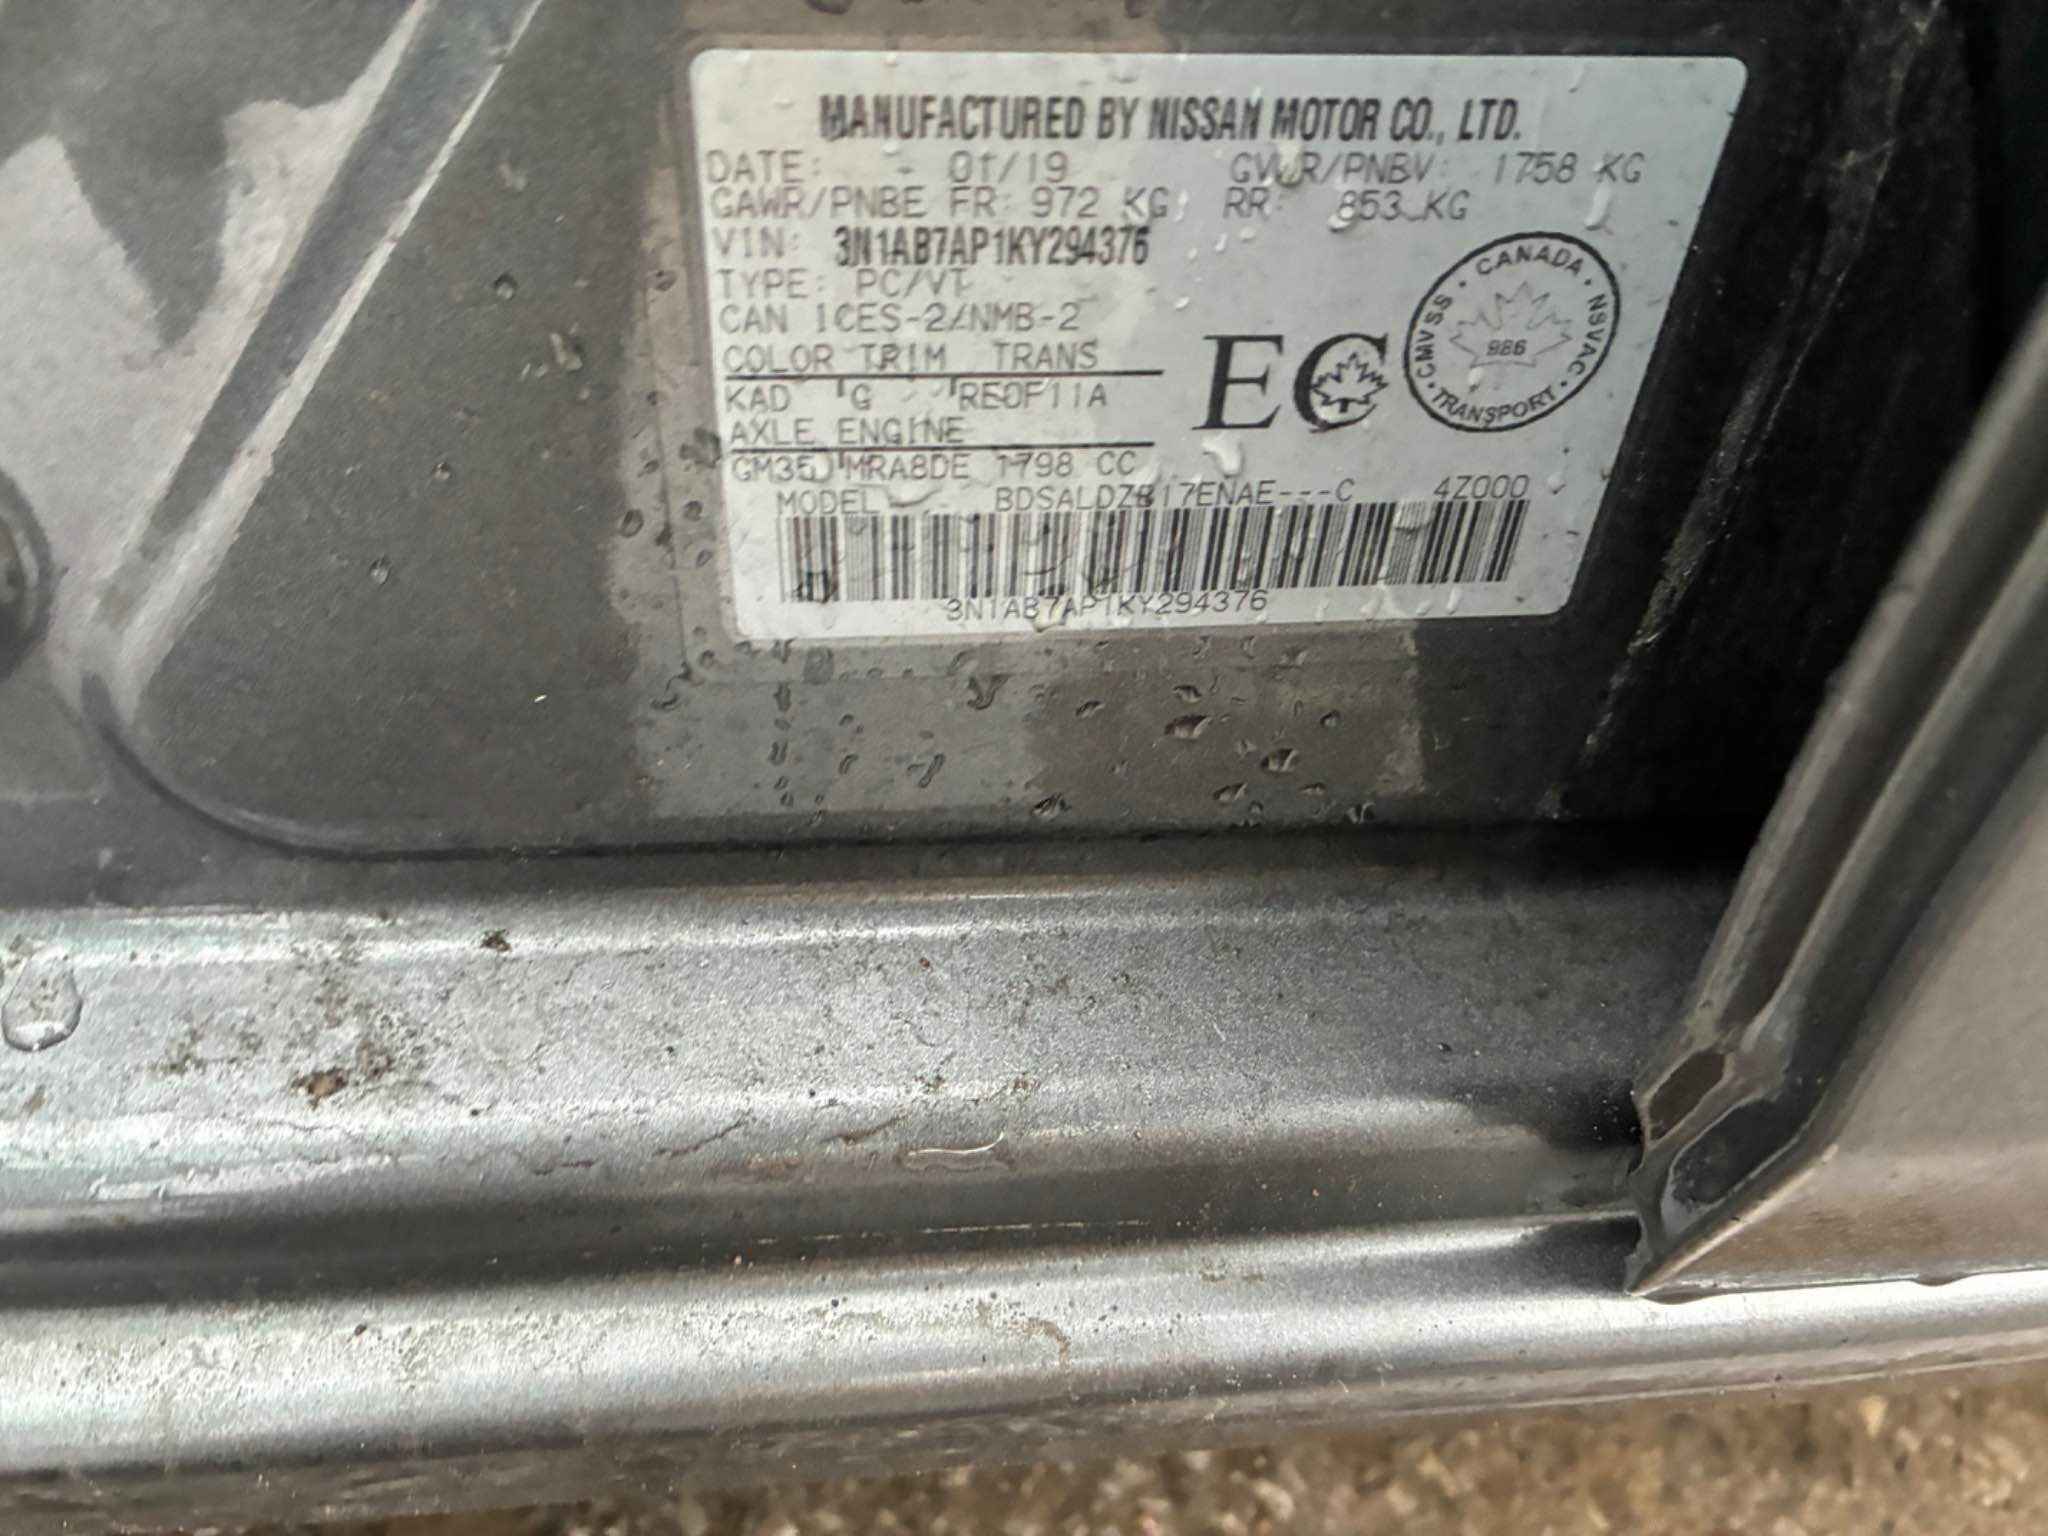 MANUFACTURED BY NISSAN MOTOR CO., LTD.
DATE: 01/19 GVWR/PNBV: 1758 KG
GAWR/PNBE FR: 972 KG RR: 853 KG
VIN: 3N1AB7AP1KY294376
TYPE: PC/VT
CAN ICES-2/NMB-2
COLOR TRIM TRANS
KAD G RE0F11A
AXLE ENGINE
GM35 MRA8DE 1798 CC
MODEL BDSALDZB17ENAE---C 4Z000
3N1AB7AP1KY294376
EC
CANADA
CMVSS NSVAC
986
TRANSPORT